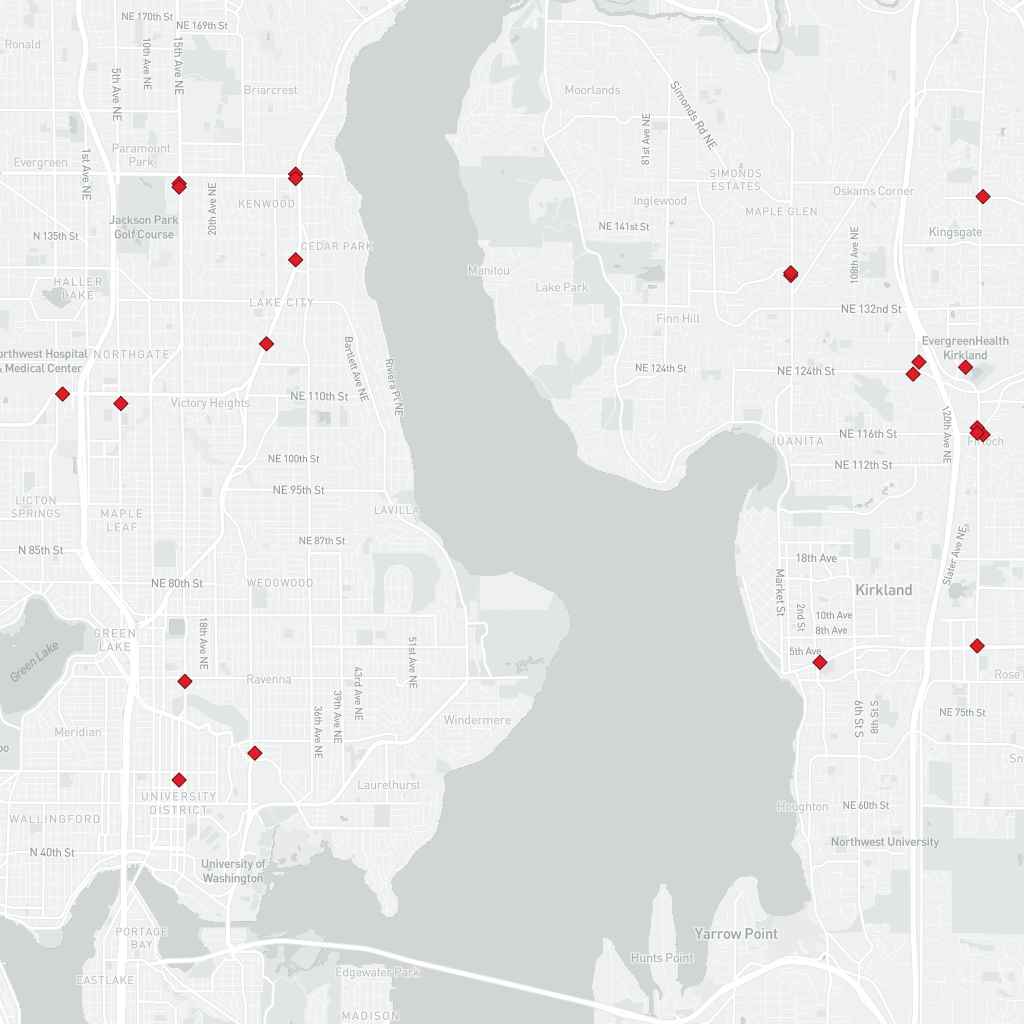 NE 170th St
NE 169th St
Ronald
10th Ave NE
15th Ave NE
5th Ave NE
Briarcrest
Moorlands
Simonds Rd NE
81st Ave NE
1st Ave NE
Evergreen
Paramount
Park
SIMONDS
ESTATES
Oskams Corner
20th Ave NE
KENWOOD
Inglewood
MAPLE GLEN
Jackson Park
Golf Course
N 135th St
NE 141st St
108th Ave NE
Kingsgate
CEDAR PARK
Manitou
HALLER
LAKE
LAKE CITY
Lake Park
NE 132nd St
Finn Hill
Bartlett Ave NE
Riviera Pl NE
EvergreenHealth
Kirkland
orthwest Hospital
& Medical Center
NORTHGATE
NE 124th St
NE 124th St
Victory Heights
NE 110th St
120th Ave NE
JUANITA
NE 116th St
NE 100th St
NE 112th St
NE 95th St
LICTON
SPRINGS
MAPLE
LEAF
LAVILLA
NE 87th St
N 85th St
18th Ave
Slater Ave NE
NE 80th St
WEDGWOOD
Market St
Kirkland
2nd St
10th Ave
8th Ave
GREEN
LAKE
18th Ave NE
Green Lake
51st Ave NE
5th Ave
Ravenna
43rd Ave NE
39th Ave NE
36th Ave NE
Rose
6th St S
8th St S
NE 75th St
Windermere
Meridian
oo
Sn
Laurelhurst
UNIVERSITY
DISTRICT
Houghton
NE 60th St
WALLINGFORD
Northwest University
N 40th St
University of
Washington
PORTAGE
BAY
Yarrow Point
Hunts Point
EASTLAKE
Edgewater Park
MADISON